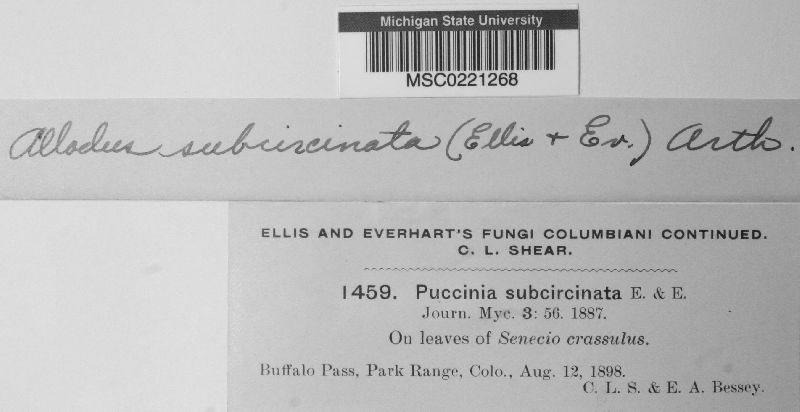 Michigan State University
MSC0221268
Allodus subcircinata (Ellis + Ev.) Arth.
ELLIS AND EVERHART'S FUNGI COLUMBIANI CONTINUED.
C. L. SHEAR.
1459. Puccinia subcircinata E. & E.
Journ. Myc. 3: 56. 1887.
On leaves of Senecio crassulus.
Buffalo Pass, Park Range, Colo., Aug. 12, 1898.
C. L. S. & E. A. Bessey.